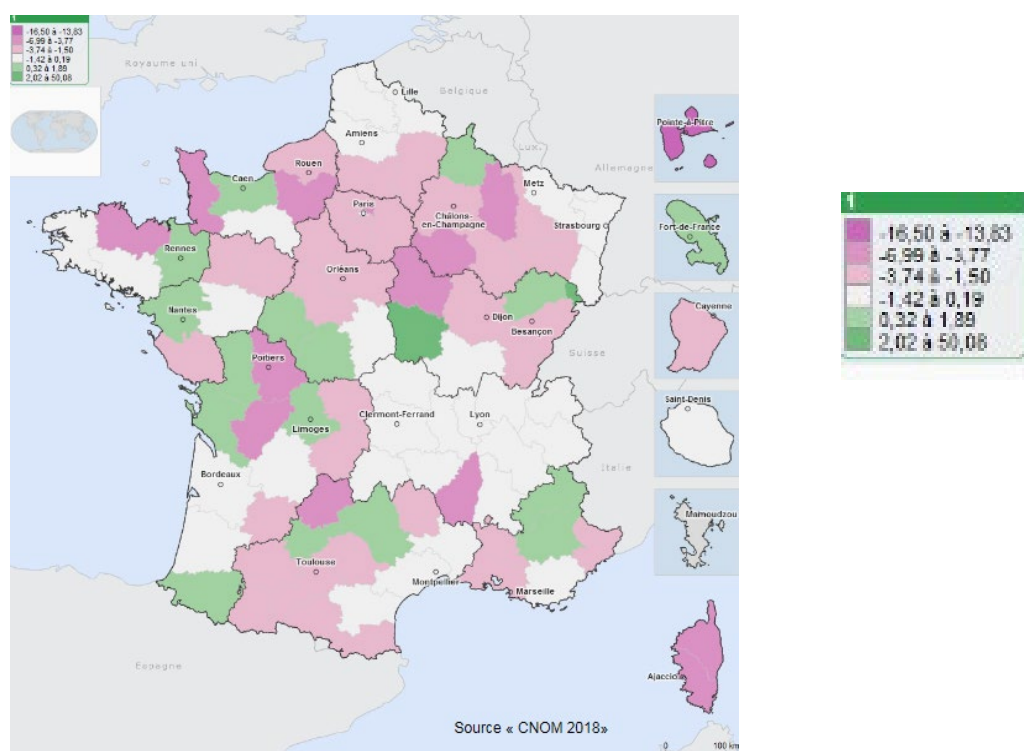 1
-16,50 à -13,83
-6,99 à -3,77
-3,74 à -1,50
-1,42 à 0,19
0,32 à 1,89
2,02 à 50,08
Royaume uni
Belgique
Lux.
Allemagne
Suisse
Italie
Espagne
Lille
Amiens
Rouen
Caen
Paris
Metz
Châlons-
en-Champagne
Strasbourg
Rennes
Orléans
Nantes
Dijon
Besançon
Poitiers
Limoges
Clermont-Ferrand
Lyon
Bordeaux
Toulouse
Montpellier
Marseille
Ajaccio
Pointe-à-Pitre
Fort-de-France
Cayenne
Saint-Denis
Mamoudzou
Source « CNOM 2018»
0 100 km
1
-16,50 à -13,83
-6,99 à -3,77
-3,74 à -1,50
-1,42 à 0,19
0,32 à 1,89
2,02 à 50,08